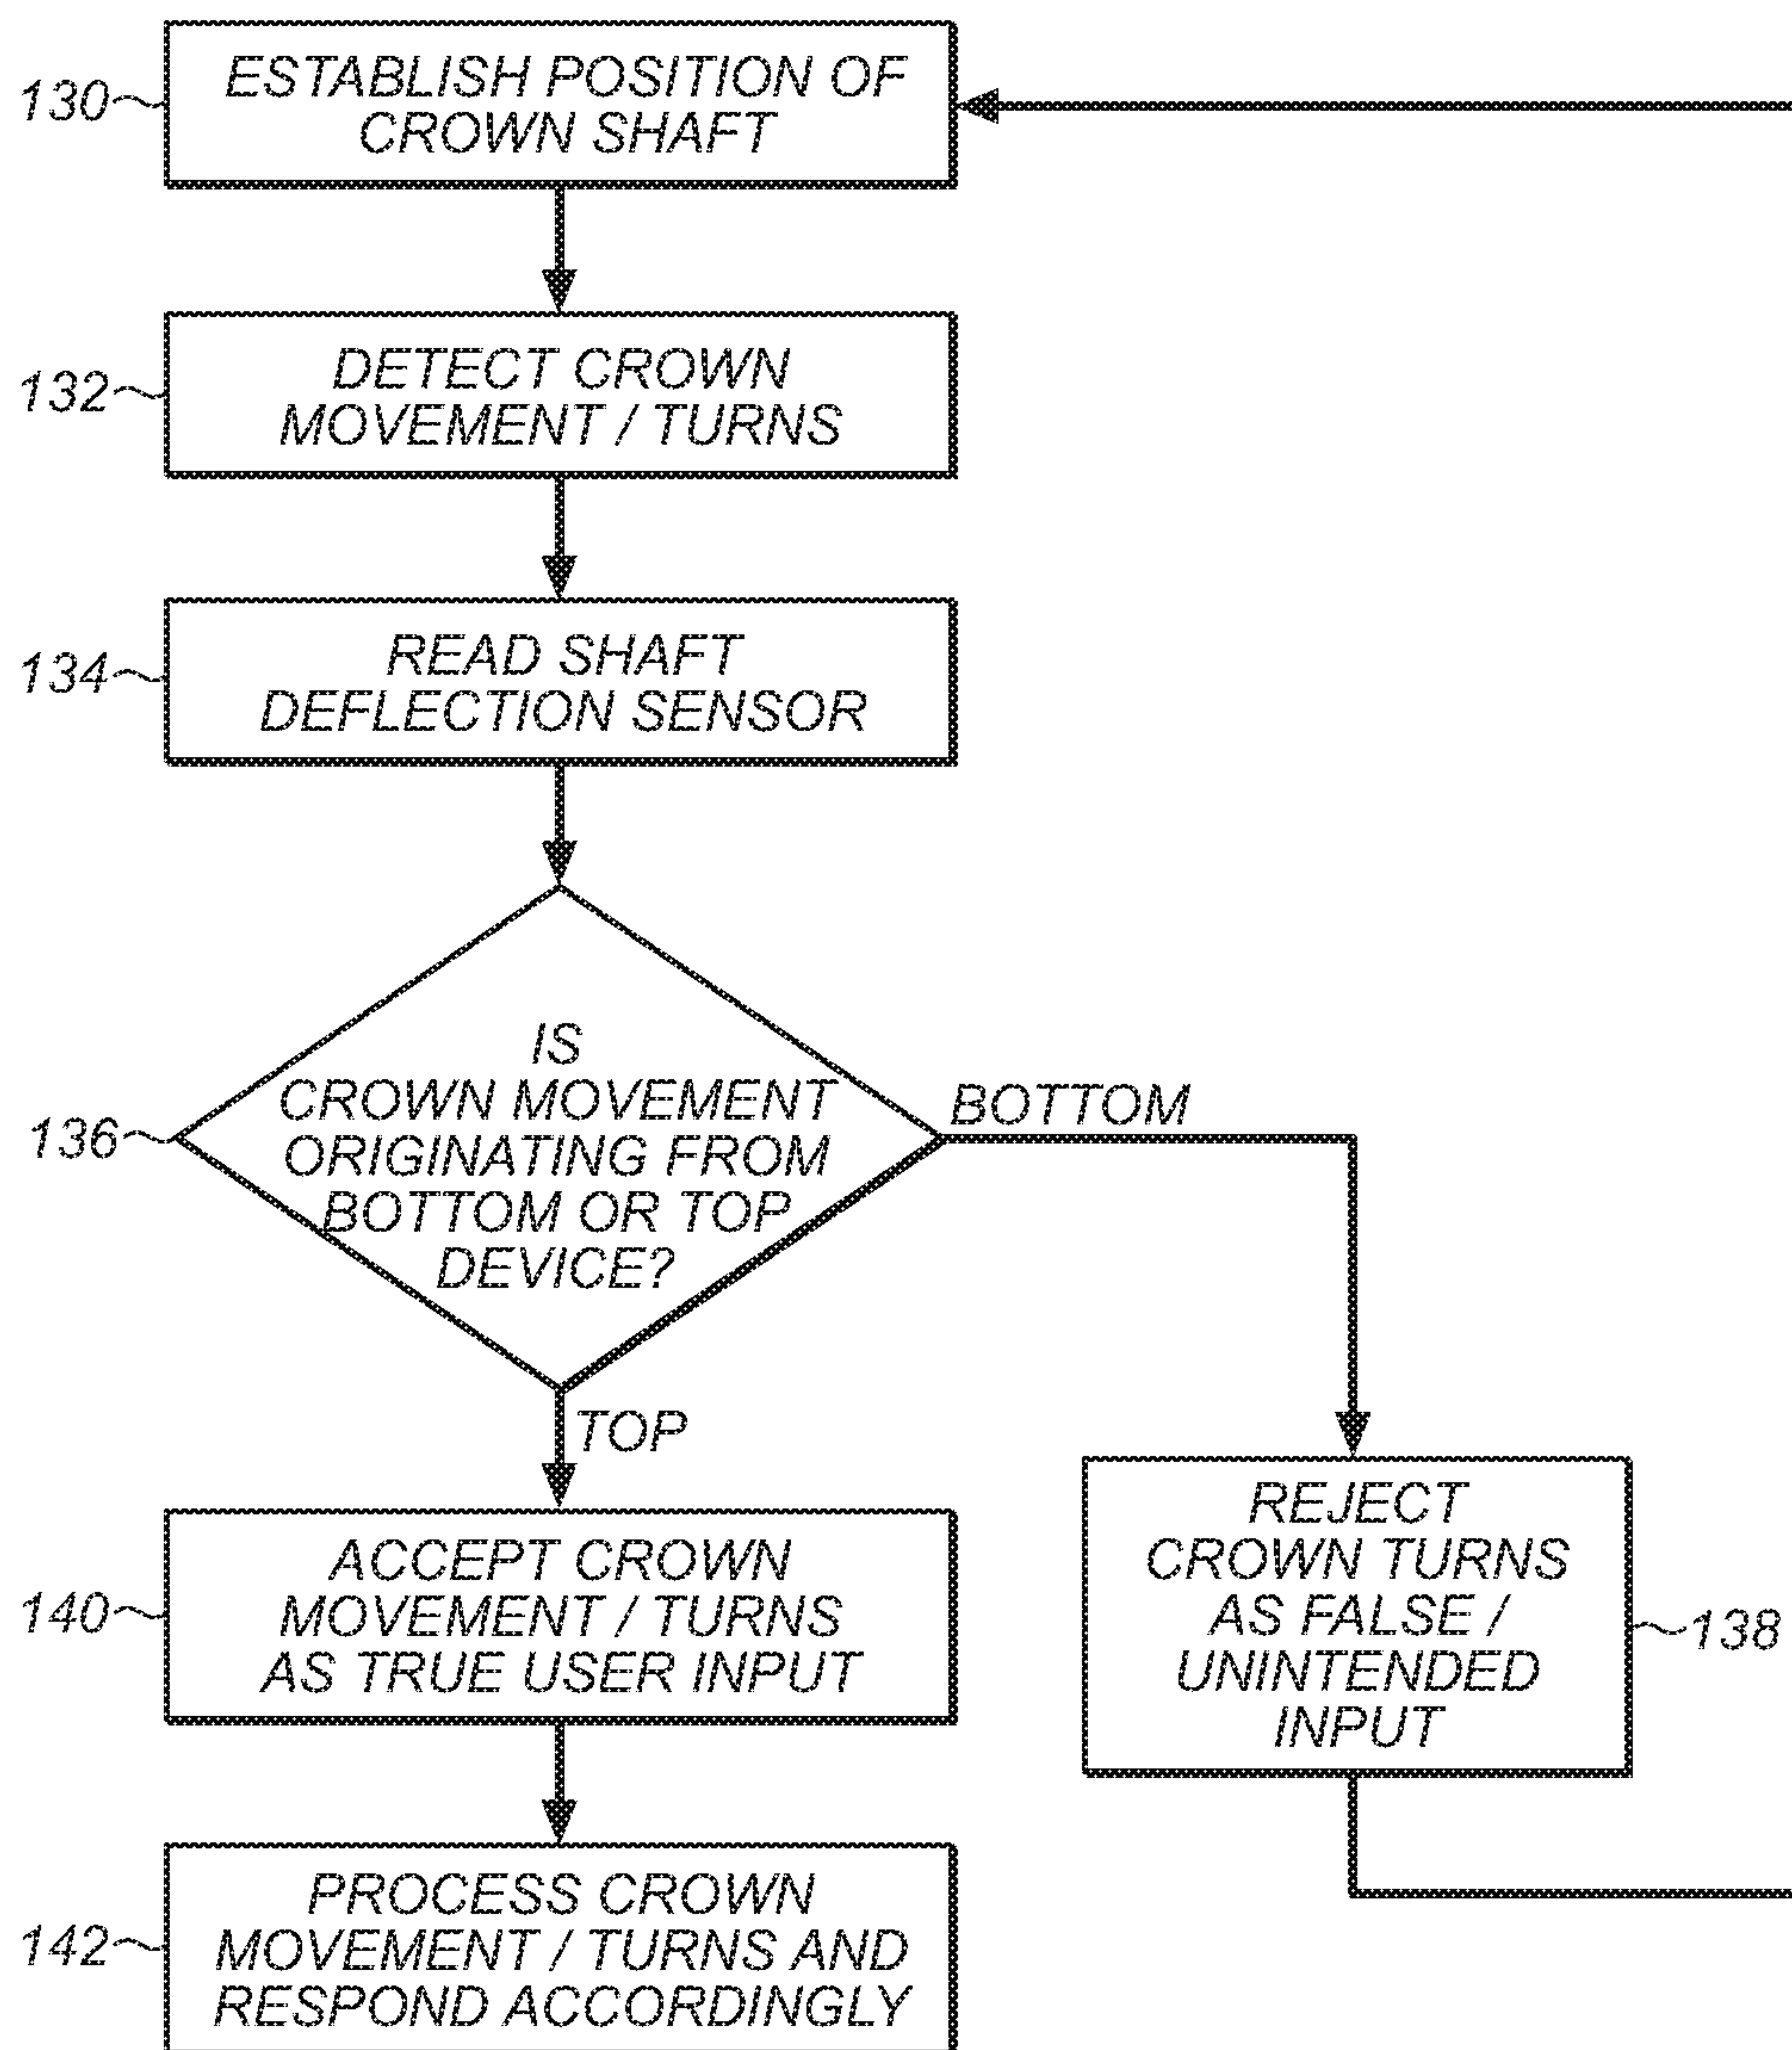 130
ESTABLISH POSITION OF
CROWN SHAFT
132
DETECT CROWN
MOVEMENT / TURNS
134
READ SHAFT
DEFLECTION SENSOR
136
IS
CROWN MOVEMENT
ORIGINATING FROM
BOTTOM OR TOP
DEVICE?
BOTTOM
TOP
140
ACCEPT CROWN
MOVEMENT / TURNS
AS TRUE USER INPUT
REJECT
CROWN TURNS
AS FALSE /
UNINTENDED
INPUT
138
142
PROCESS CROWN
MOVEMENT / TURNS AND
RESPOND ACCORDINGLY